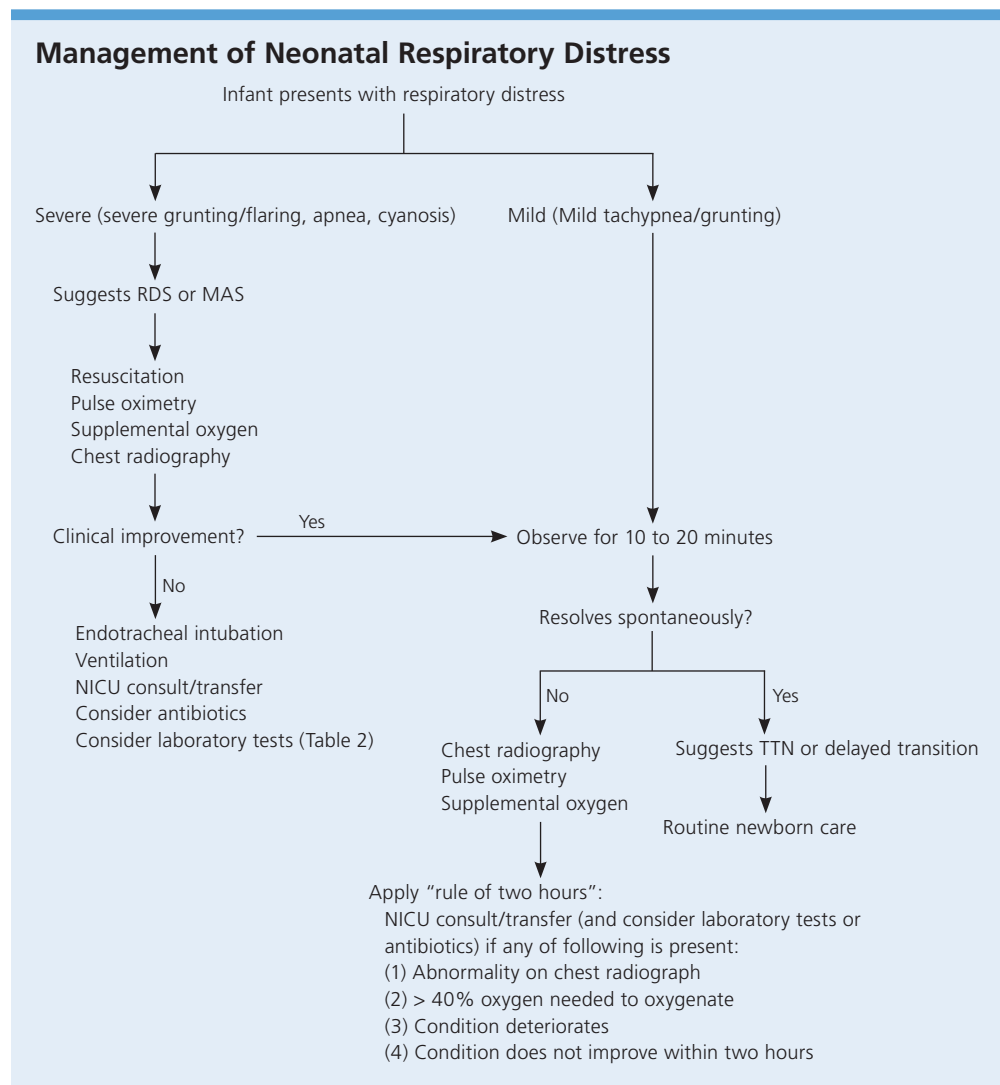 Management of Neonatal Respiratory Distress
Infant presents with respiratory distress
Severe (severe grunting/flaring, apnea, cyanosis)
Mild (Mild tachypnea/grunting)
Suggests RDS or MAS
Resuscitation
Pulse oximetry
Supplemental oxygen
Chest radiography
Clinical improvement?
Yes
Observe for 10 to 20 minutes
No
Endotracheal intubation
Ventilation
NICU consult/transfer
Consider antibiotics
Consider laboratory tests (Table 2)
Resolves spontaneously?
No
Yes
Chest radiography
Pulse oximetry
Supplemental oxygen
Suggests TTN or delayed transition
Routine newborn care
Apply “rule of two hours”:
NICU consult/transfer (and consider laboratory tests or
antibiotics) if any of following is present:
(1) Abnormality on chest radiograph
(2) > 40% oxygen needed to oxygenate
(3) Condition deteriorates
(4) Condition does not improve within two hours